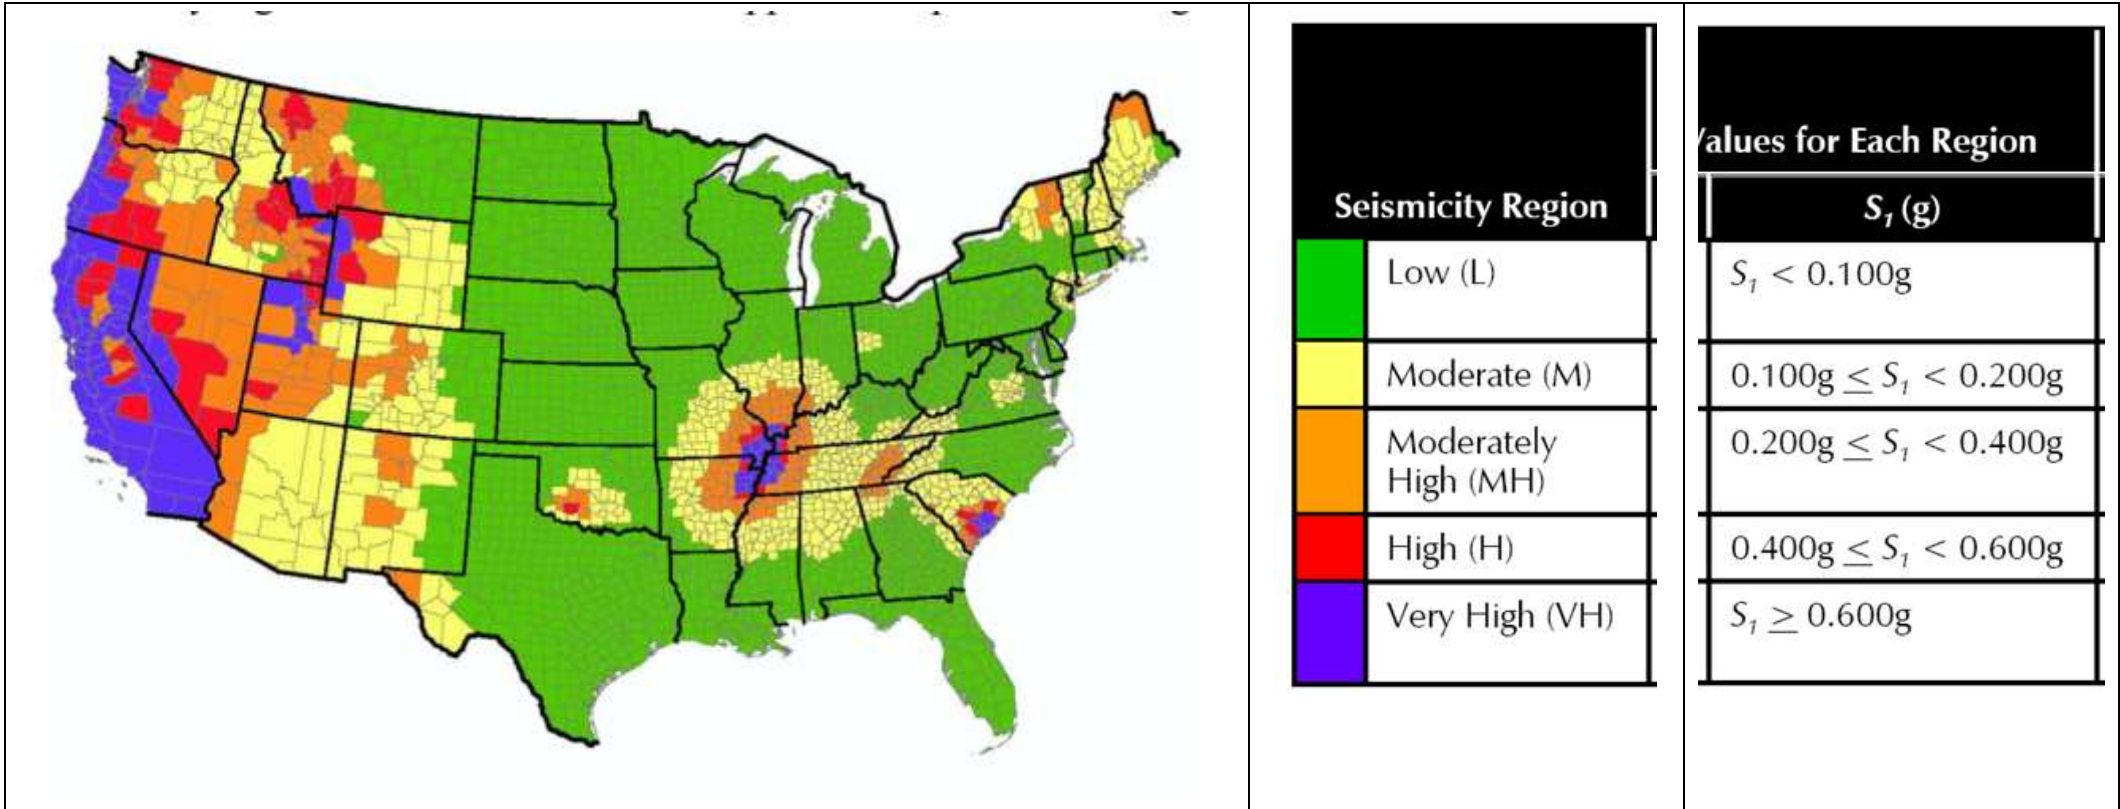 Seismicity Region
Values for Each Region
S₁ (g)
Low (L)
S₁ < 0.100g
Moderate (M)
0.100g ≤ S₁ < 0.200g
Moderately
High (MH)
0.200g ≤ S₁ < 0.400g
High (H)
0.400g ≤ S₁ < 0.600g
Very High (VH)
S₁ ≥ 0.600g